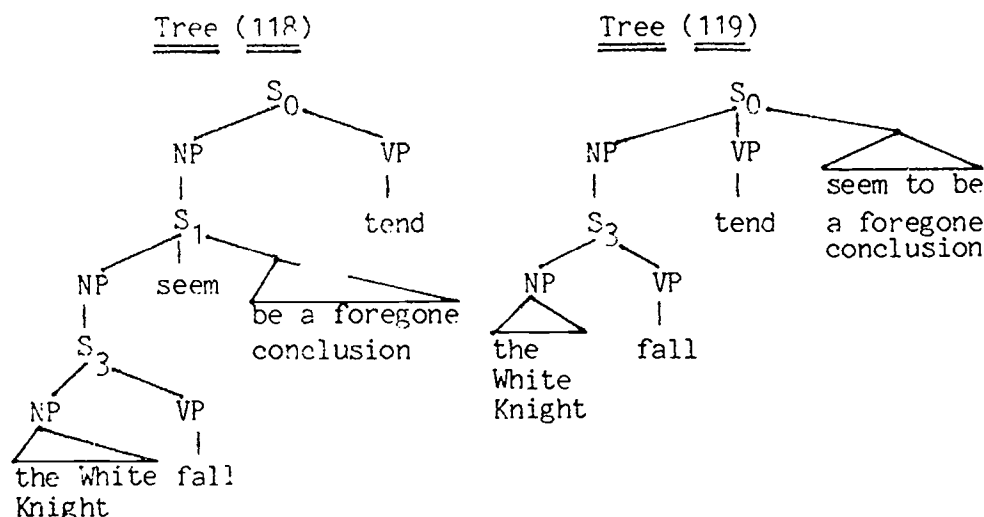 Tree (118)
S0
NP VP
S1 tend
NP seem
be a foregone
conclusion
S3
NP VP
the White fall
Knight
Tree (119)
S0
NP VP
seem to be
a foregone
conclusion
S3 tend
NP VP
the fall
White
Knight